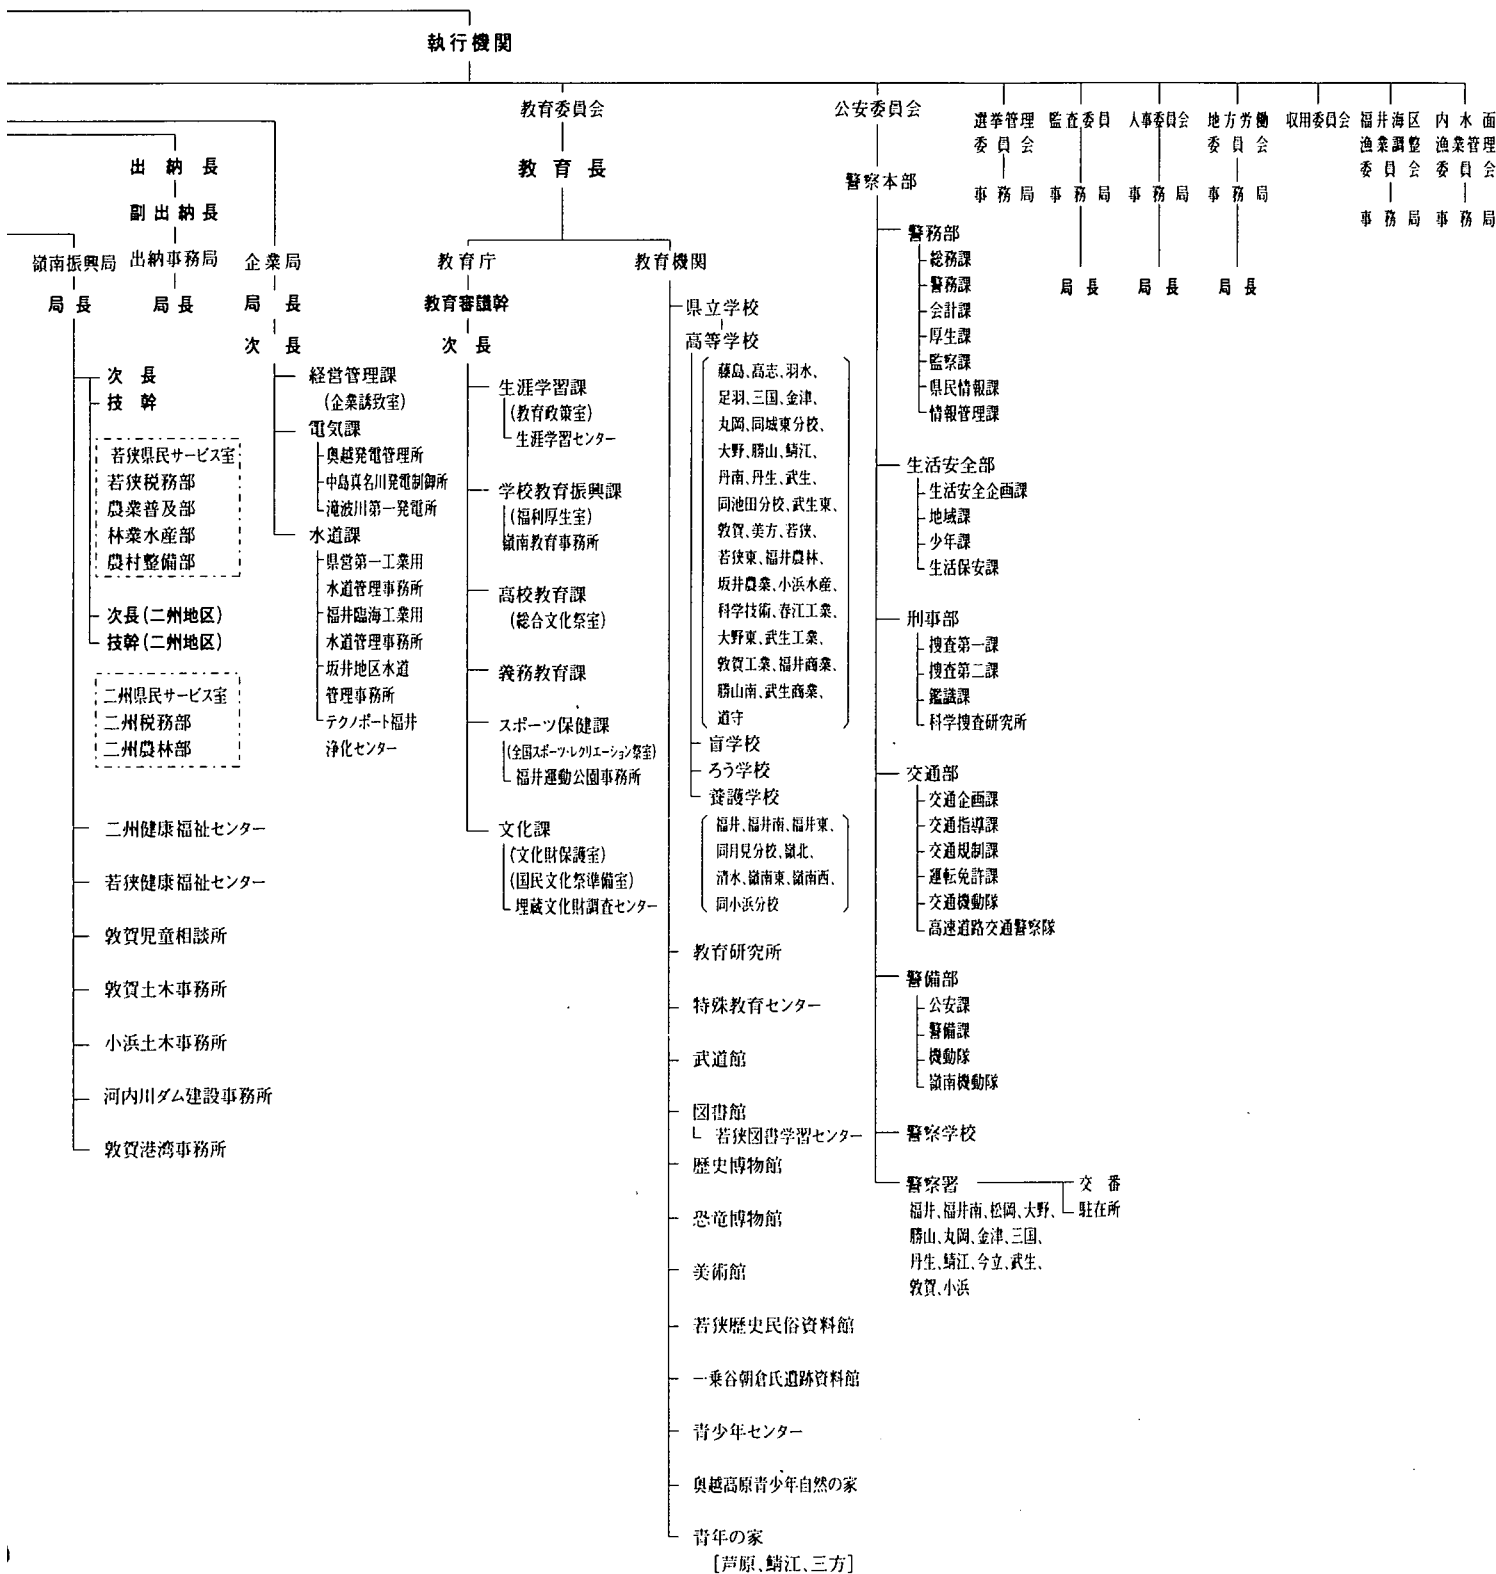 執行機関
教育委員会
教育長
公安委員会
選挙管理
委員会
事務局
監査委員
事務局
局長
人事委員会
事務局
局長
地方労働
委員会
事務局
局長
収用委員会
福井海区
漁業調整
委員会
事務局
内水面
漁業管理
委員会
事務局
出納長
副出納長
出納事務局
局長
嶺南振興局
局長
次長
技幹
若狭県民サービス室
若狭税務部
農業普及部
林業水産部
農村整備部
次長(二州地区)
技幹(二州地区)
二州県民サービス室
二州税務部
二州農林部
二州健康福祉センター
若狭健康福祉センター
敦賀児童相談所
敦賀土木事務所
小浜土木事務所
河内川ダム建設事務所
敦賀港湾事務所
企業局
局長
次長
経営管理課
(企業誘致室)
電気課
奥越発電管理所
中島真名川発電制御所
滝波川第一発電所
水道課
県営第一工業用
水道管理事務所
福井臨海工業用
水道管理事務所
坂井地区水道
管理事務所
テクノポート福井
浄化センター
教育庁
教育審議幹
次長
生涯学習課
(教育政策室)
生涯学習センター
学校教育振興課
(福利厚生室)
嶺南教育事務所
高校教育課
(総合文化祭室)
義務教育課
スポーツ保健課
(全国スポーツ・レクリエーション祭室)
福井運動公園事務所
文化課
(文化財保護室)
(国民文化祭準備室)
埋蔵文化財調査センター
教育機関
県立学校
高等学校
藤島、高志、羽水、
足羽、三国、金津、
丸岡、同城東分校、
大野、勝山、鯖江、
丹南、丹生、武生、
同池田分校、武生東、
敦賀、美方、若狭、
若狭東、福井農林、
坂井農業、小浜水産、
科学技術、春江工業、
大野東、武生工業、
敦賀工業、福井商業、
勝山南、武生商業、
道守
盲学校
ろう学校
養護学校
福井、福井南、福井東、
同月見分校、嶺北、
清水、嶺南東、嶺南西、
同小浜分校
教育研究所
特殊教育センター
武道館
図書館
若狭図書学習センター
歴史博物館
恐竜博物館
美術館
若狭歴史民俗資料館
一乗谷朝倉氏遺跡資料館
青少年センター
奥越高原青少年自然の家
青年の家
[芦原、鯖江、三方]
警察本部
警務部
総務課
警務課
会計課
厚生課
監察課
県民情報課
情報管理課
生活安全部
生活安全企画課
地域課
少年課
生活保安課
刑事部
捜査第一課
捜査第二課
鑑識課
科学捜査研究所
交通部
交通企画課
交通指導課
交通規制課
運転免許課
交通機動隊
高速道路交通警察隊
警備部
公安課
警備課
機動隊
嶺南機動隊
警察学校
警察署
交番
駐在所
福井、福井南、松岡、大野、
勝山、丸岡、金津、三国、
丹生、鯖江、今立、武生、
敦賀、小浜